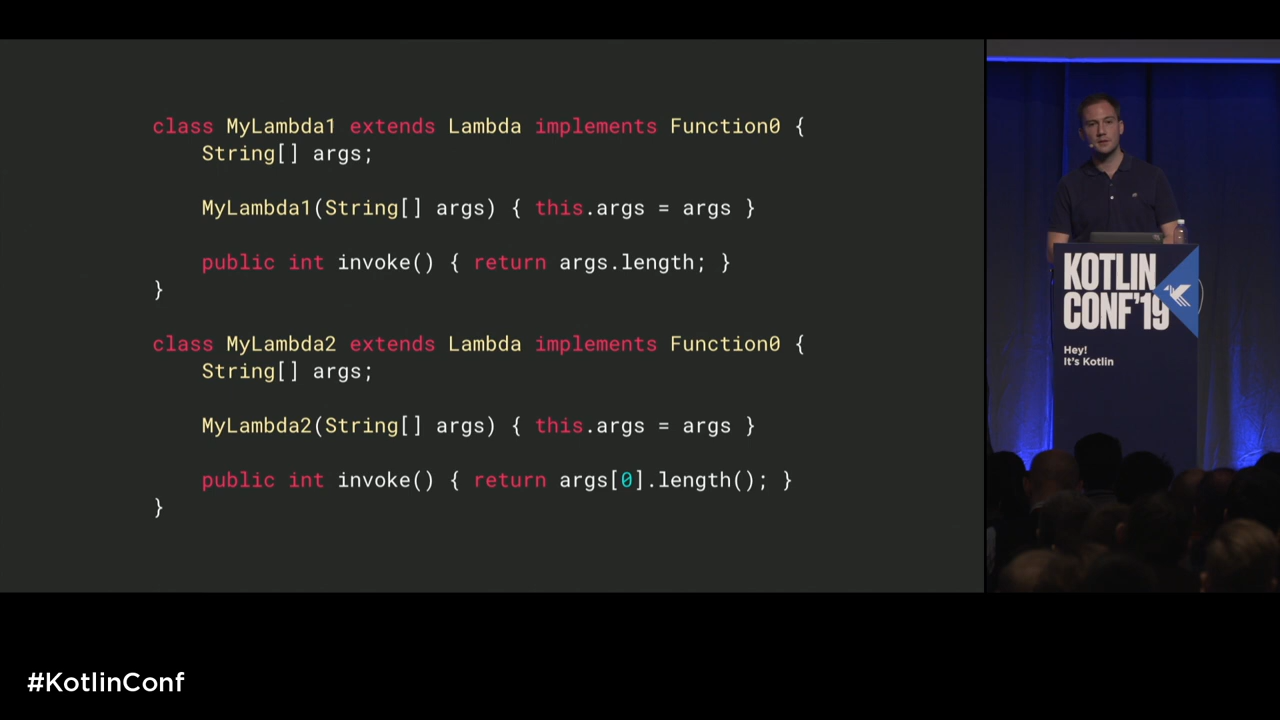 class MyLambda1 extends Lambda implements Function0 {
String[] args;
MyLambda1(String[] args) { this.args = args }
public int invoke() { return args.length; }
}
class MyLambda2 extends Lambda implements Function0 {
String[] args;
MyLambda2(String[] args) { this.args = args }
public int invoke() { return args[0].length(); }
}
KOTLIN
CONF'19
Hey!
It's Kotlin
#KotlinConf